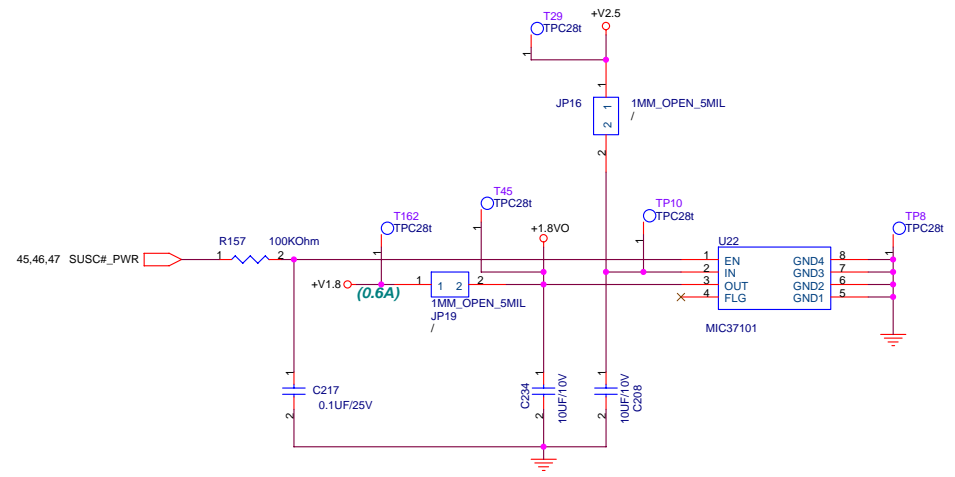 T29
TPC28t
1
+V2.5
1
JP16
1
2
1MM_OPEN_5MIL
/
2
T45
TPC28t
1
T162
TPC28t
1
TP10
TPC28t
1
TP8
TPC28t
1
+1.8VO
45,46,47 SUSC#_PWR
R157 100KOhm
1 2
+V1.8
(0.6A)
1 1 2 2
1MM_OPEN_5MIL
JP19
/
U22
1 EN GND4 8
2 IN GND3 7
3 OUT GND2 6
4 FLG GND1 5
MIC37101
1
C217
0.1UF/25V
2
1
C234
10UF/10V
2
1
10UF/10V
C208
2